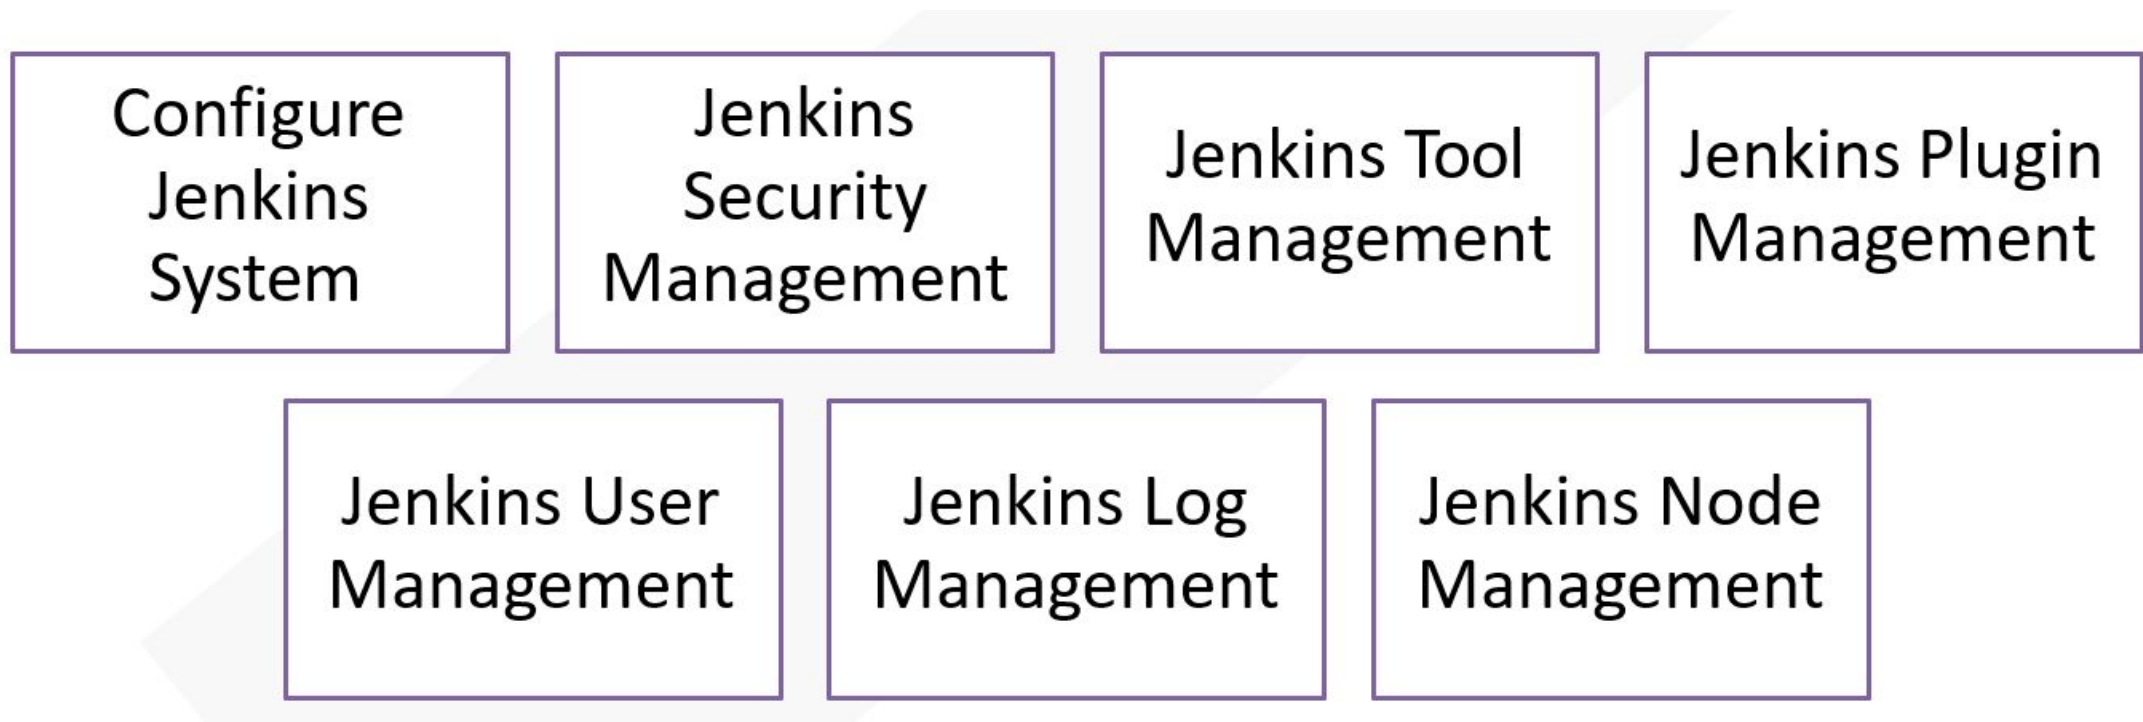 Configure
Jenkins
System
Jenkins
Security
Management
Jenkins Tool
Management
Jenkins Plugin
Management
Jenkins User
Management
Jenkins Log
Management
Jenkins Node
Management